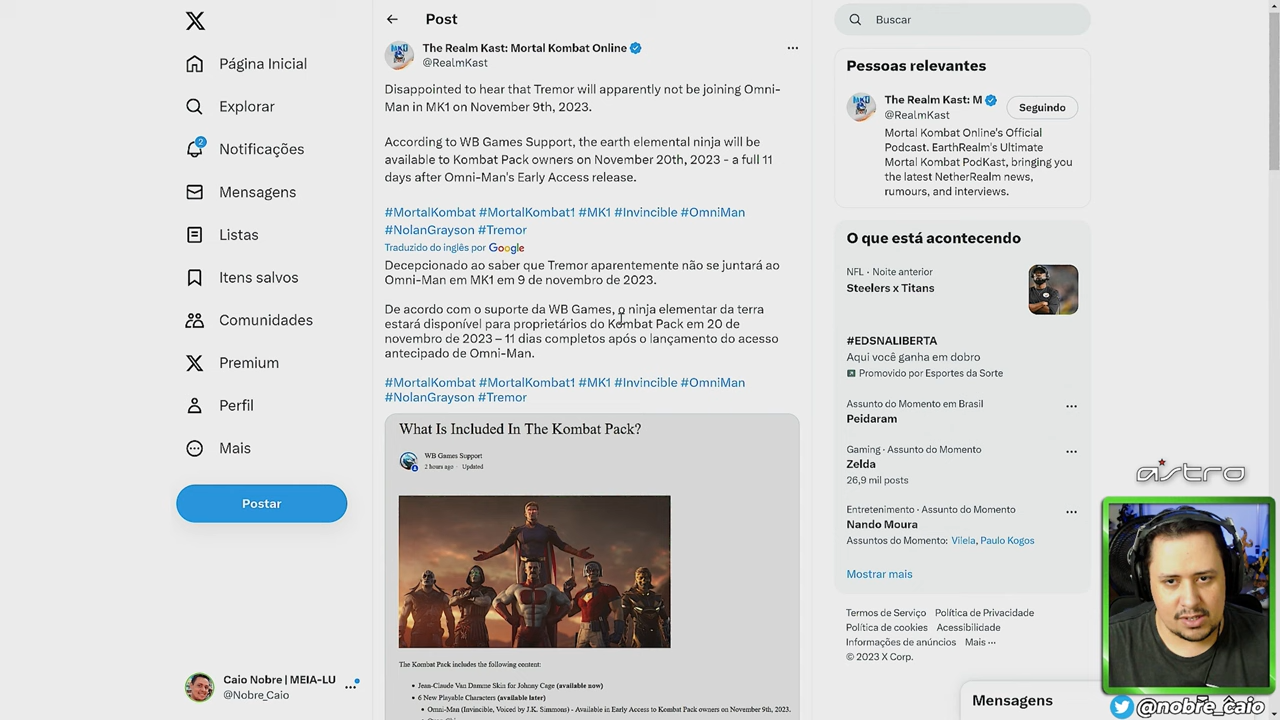 Post
The Realm Kast: Mortal Kombat Online
@RealmKast
Disappointed to hear that Tremor will apparently not be joining Omni-
Man in MK1 on November 9th, 2023.
According to WB Games Support, the earth elemental ninja will be
available to Kombat Pack owners on November 20th, 2023 - a full 11
days after Omni-Man's Early Access release.
#MortalKombat #MortalKombat1 #MK1 #Invincible #OmniMan
#NolanGrayson #Tremor
Traduzido do inglês por Google
Decepcionado ao saber que Tremor aparentemente não se juntará ao
Omni-Man em MK1 em 9 de novembro de 2023.
De acordo com o suporte da WB Games, o ninja elementar da terra
estará disponível para proprietários do Kombat Pack em 20 de
novembro de 2023 – 11 dias completos após o lançamento do acesso
antecipado de Omni-Man.
#MortalKombat #MortalKombat1 #MK1 #Invincible #OmniMan
#NolanGrayson #Tremor
What Is Included In The Kombat Pack?
WB Games Support
2 hours ago · Updated
The Kombat Pack includes the following content:
• Jean-Claude Van Damme Skin for Johnny Cage (available now)
• 6 New Playable Characters (available later)
• Omni-Man (Invincible, Voiced by J.K. Simmons) - Available in Early Access to Kombat Pack owners on November 9th, 2023.
Página Inicial
Explorar
2
Notificações
Mensagens
Listas
Itens salvos
Comunidades
Premium
Perfil
Mais
Postar
Caio Nobre | MEIA-LU
@Nobre_Caio
Buscar
Pessoas relevantes
The Realm Kast: M
@RealmKast
Seguindo
Mortal Kombat Online's Official
Podcast. EarthRealm's Ultimate
Mortal Kombat PodKast, bringing you
the latest NetherRealm news,
rumours, and interviews.
O que está acontecendo
NFL · Noite anterior
Steelers x Titans
#EDSNALIBERTA
Aqui você ganha em dobro
Promovido por Esportes da Sorte
Assunto do Momento em Brasil
Peidaram
Gaming · Assunto do Momento
Zelda
26,9 mil posts
Entretenimento · Assunto do Momento
Nando Moura
Assuntos do Momento: Vilela, Paulo Kogos
Mostrar mais
Termos de Serviço Política de Privacidade
Política de cookies Acessibilidade
Informações de anúncios Mais ···
© 2023 X Corp.
Mensagens
astro
@nobre_caio